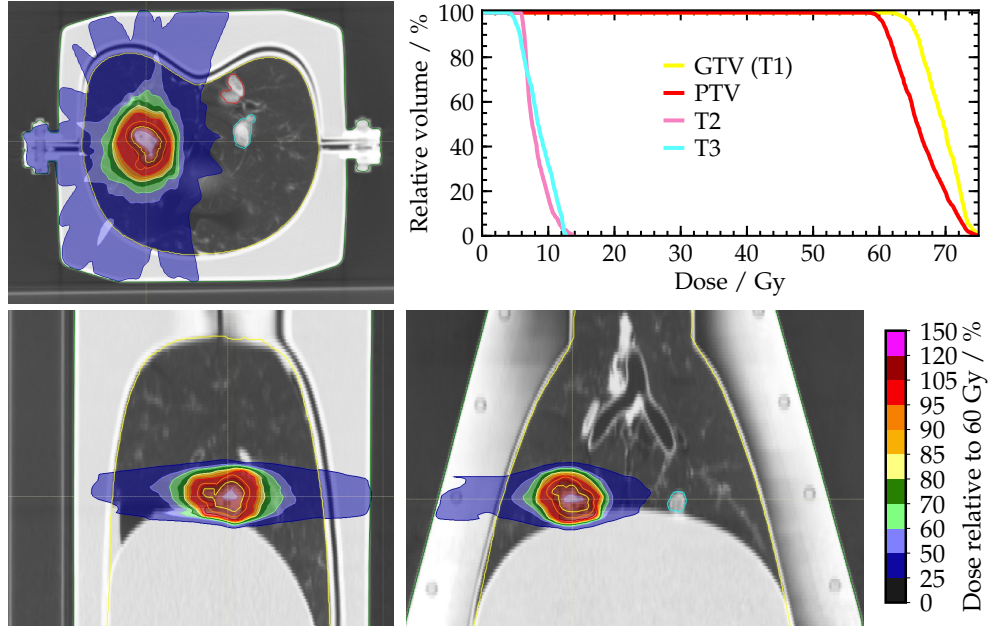 100
80
60
40
20
0
Relative volume / %
GTV (T1)
PTV
T2
T3
0 10 20 30 40 50 60 70
Dose / Gy
150
120
105
95
90
85
80
70
60
50
25
0
Dose relative to 60 Gy / %